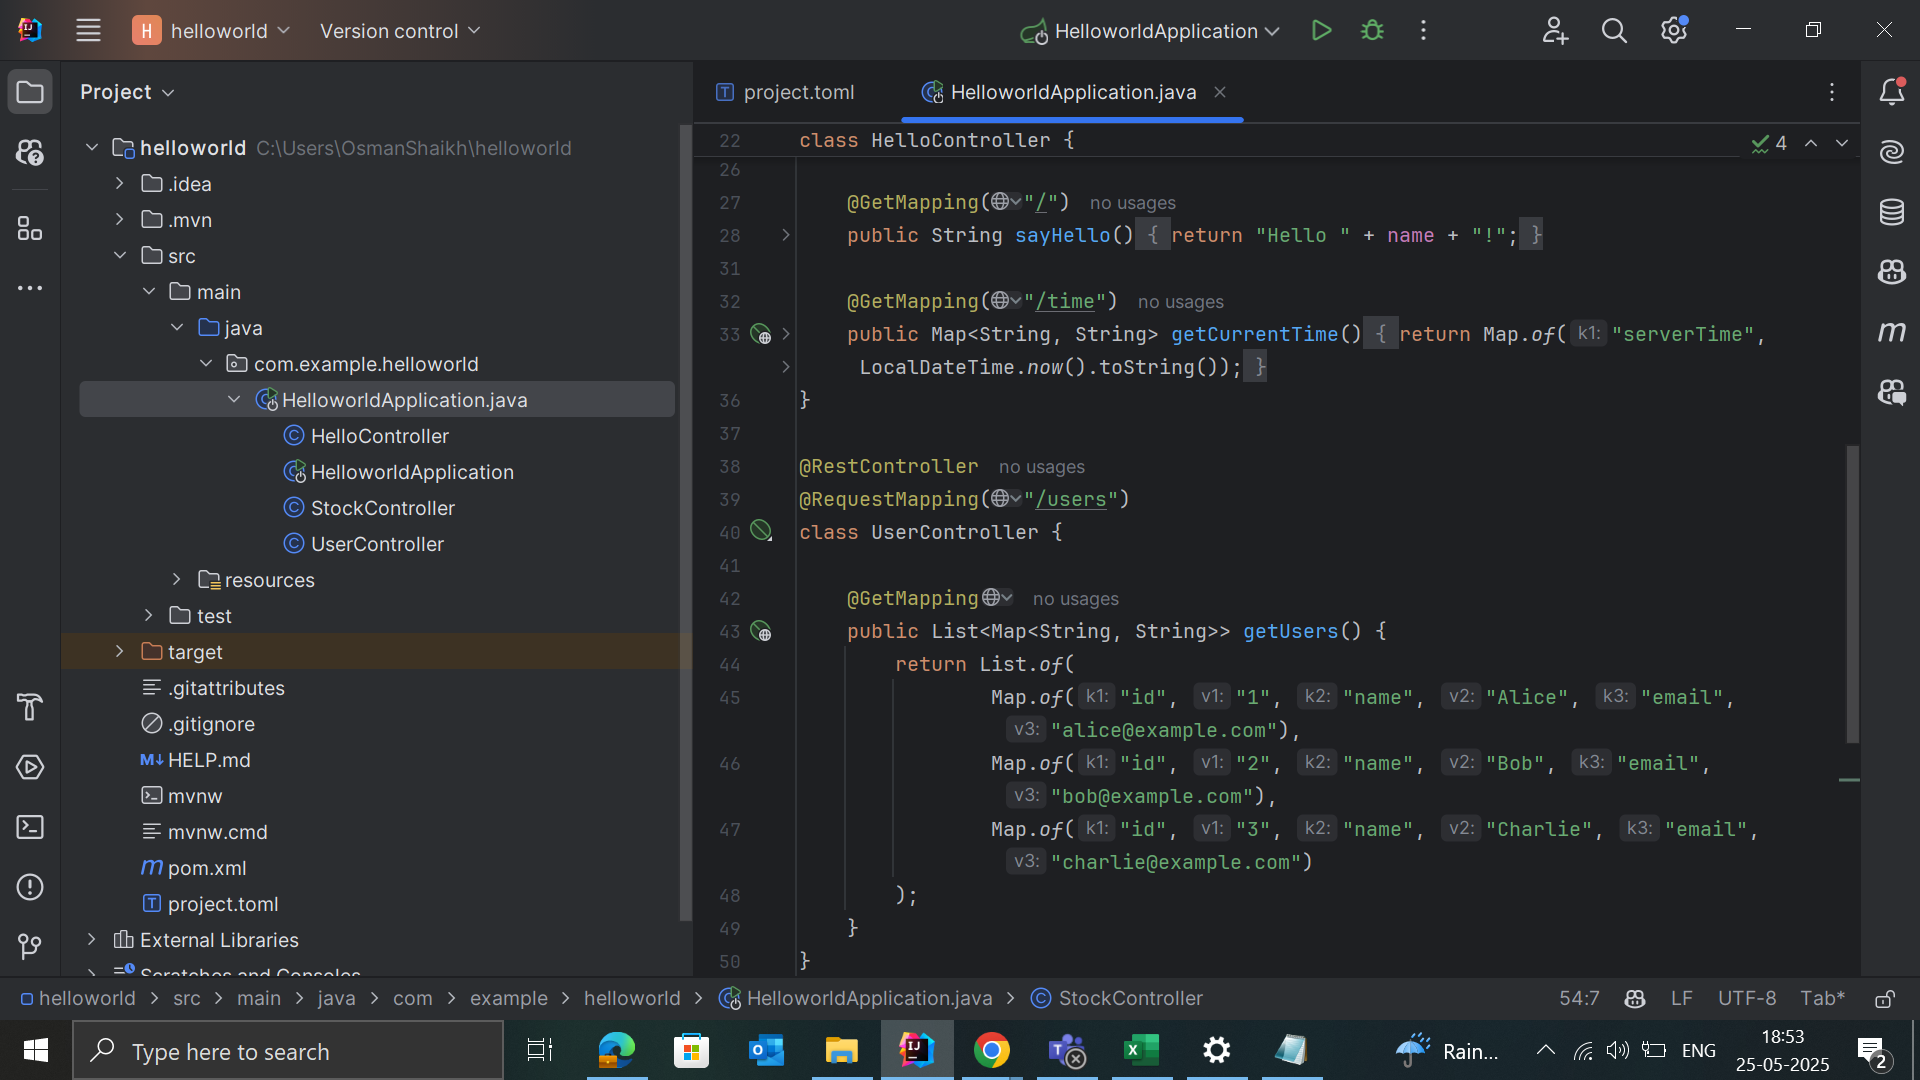 H helloworld Version control HelloworldApplication
Project
project.toml HelloworldApplication.java
helloworld C:\Users\OsmanShaikh\helloworld
.idea
.mvn
src
main
java
com.example.helloworld
HelloworldApplication.java
HelloController
HelloworldApplication
StockController
UserController
resources
test
target
.gitattributes
.gitignore
M↓ HELP.md
mvnw
mvnw.cmd
m pom.xml
T project.toml
External Libraries
Scratches and Consoles
22 class HelloController {
4
26
27 @GetMapping("/") no usages
28 public String sayHello() { return "Hello " + name + "!"; }
31
32 @GetMapping("/time") no usages
33 public Map<String, String> getCurrentTime() { return Map.of( k1: "serverTime",
LocalDateTime.now().toString()); }
36 }
37
38 @RestController no usages
39 @RequestMapping("/users")
40 class UserController {
41
42 @GetMapping no usages
43 public List<Map<String, String>> getUsers() {
44 return List.of(
45 Map.of( k1: "id", v1: "1", k2: "name", v2: "Alice", k3: "email",
v3: "alice@example.com"),
46 Map.of( k1: "id", v1: "2", k2: "name", v2: "Bob", k3: "email",
v3: "bob@example.com"),
47 Map.of( k1: "id", v1: "3", k2: "name", v2: "Charlie", k3: "email",
v3: "charlie@example.com")
48 );
49 }
50 }
helloworld > src > main > java > com > example > helloworld > HelloworldApplication.java > StockController 54:7 LF UTF-8 Tab*
Type here to search
Rain... ENG
18:53
25-05-2025
2